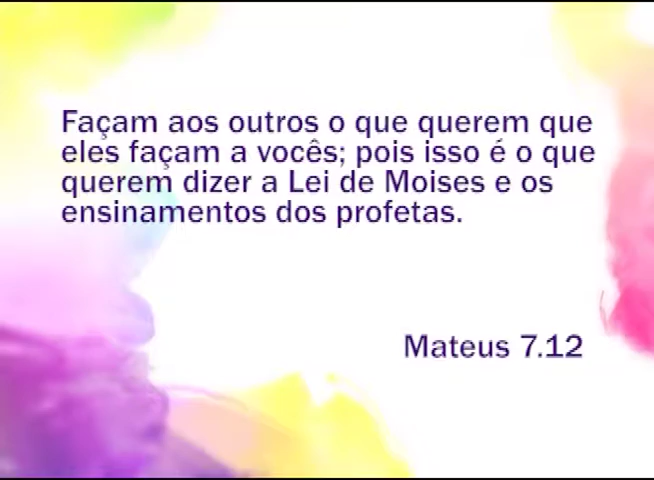 Façam aos outros o que querem que
eles façam a vocês; pois isso é o que
querem dizer a Lei de Moises e os
ensinamentos dos profetas.
Mateus 7.12